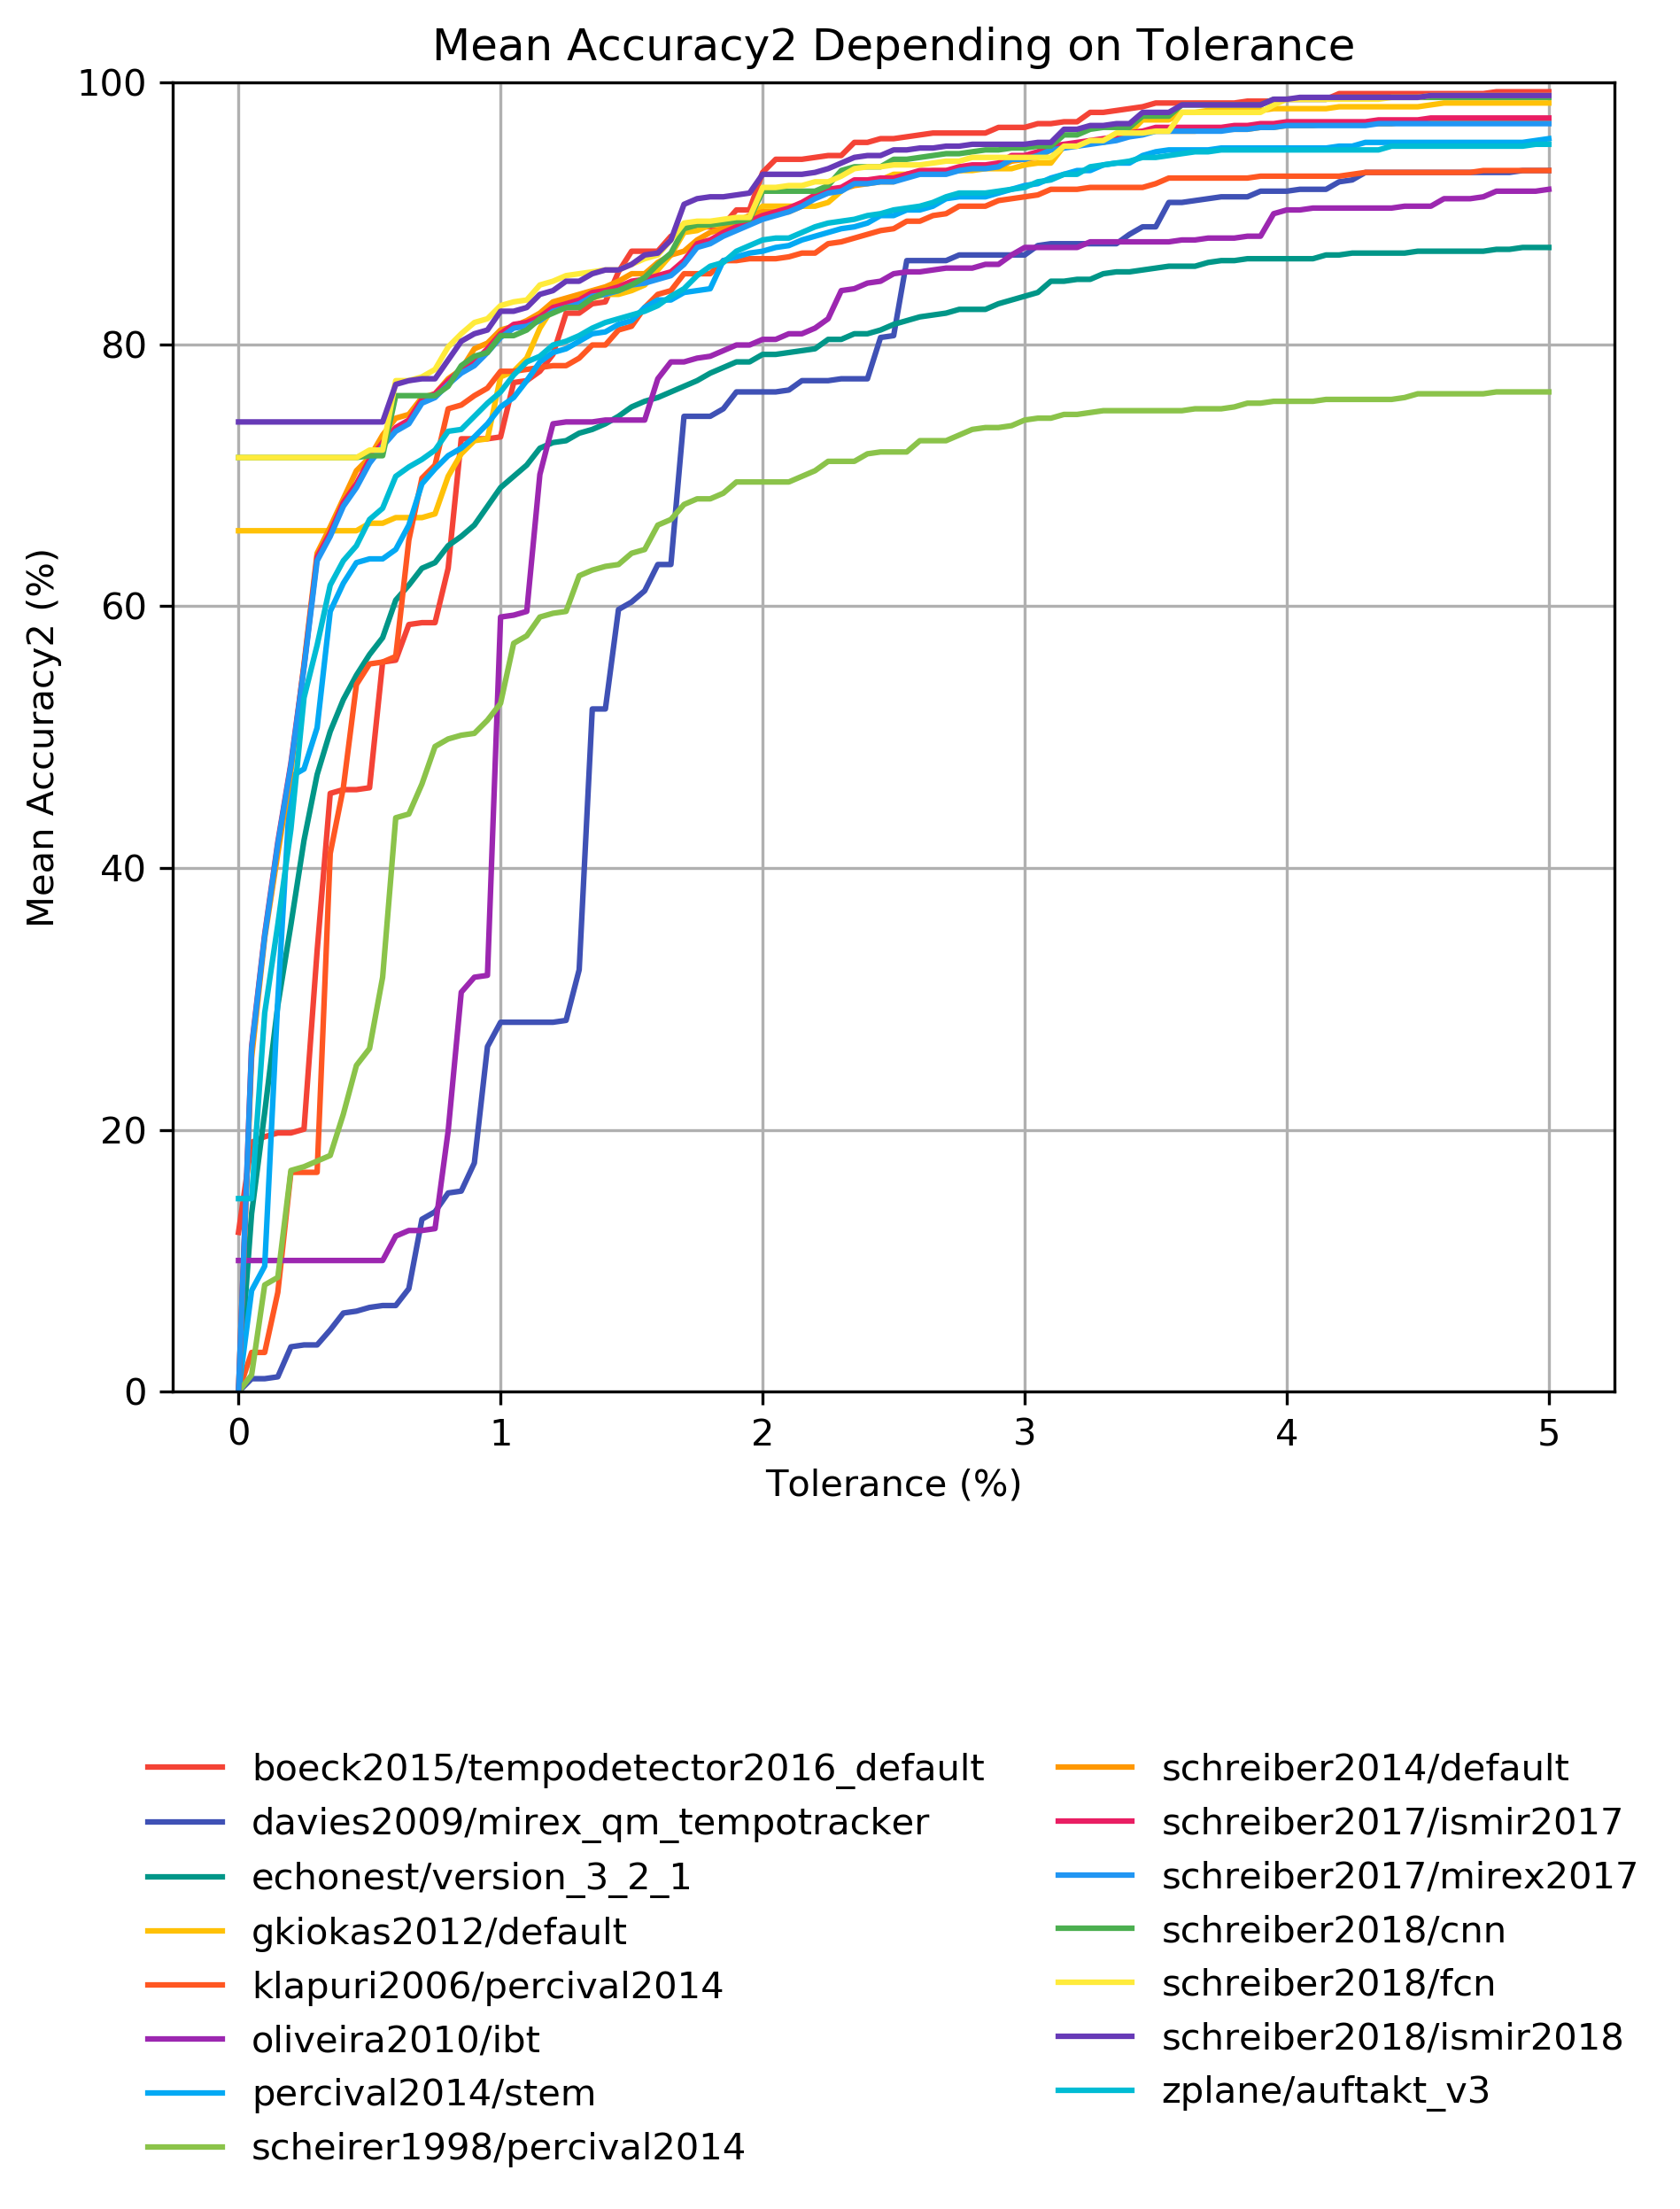 Mean Accuracy2 Depending on Tolerance
100
80
60
40
20
0
Mean Accuracy2 (%)
0 1 2 3 4 5
Tolerance (%)
boeck2015/tempodetector2016_default
davies2009/mirex_qm_tempotracker
echonest/version_3_2_1
gkiokas2012/default
klapuri2006/percival2014
oliveira2010/ibt
percival2014/stem
scheirer1998/percival2014
schreiber2014/default
schreiber2017/ismir2017
schreiber2017/mirex2017
schreiber2018/cnn
schreiber2018/fcn
schreiber2018/ismir2018
zplane/auftakt_v3